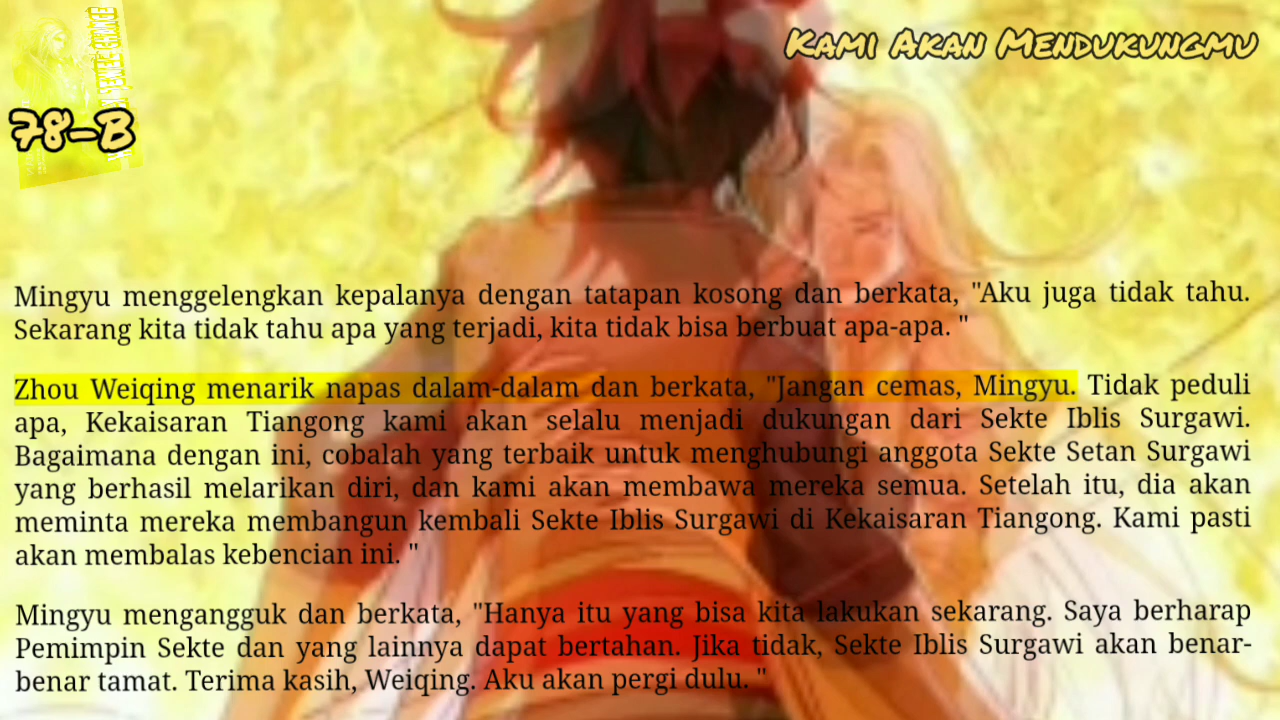 Kami Akan Mendukungmu
78-B
Mingyu menggelengkan kepalanya dengan tatapan kosong dan berkata, "Aku juga tidak tahu.
Sekarang kita tidak tahu apa yang terjadi, kita tidak bisa berbuat apa-apa. "
Zhou Weiqing menarik napas dalam-dalam dan berkata, "Jangan cemas, Mingyu. Tidak peduli
apa, Kekaisaran Tiangong kami akan selalu menjadi dukungan dari Sekte Iblis Surgawi.
Bagaimana dengan ini, cobalah yang terbaik untuk menghubungi anggota Sekte Setan Surgawi
yang berhasil melarikan diri, dan kami akan membawa mereka semua. Setelah itu, dia akan
meminta mereka membangun kembali Sekte Iblis Surgawi di Kekaisaran Tiangong. Kami pasti
akan membalas kebencian ini. "
Mingyu mengangguk dan berkata, "Hanya itu yang bisa kita lakukan sekarang. Saya berharap
Pemimpin Sekte dan yang lainnya dapat bertahan. Jika tidak, Sekte Iblis Surgawi akan benar-
benar tamat. Terima kasih, Weiqing. Aku akan pergi dulu. "